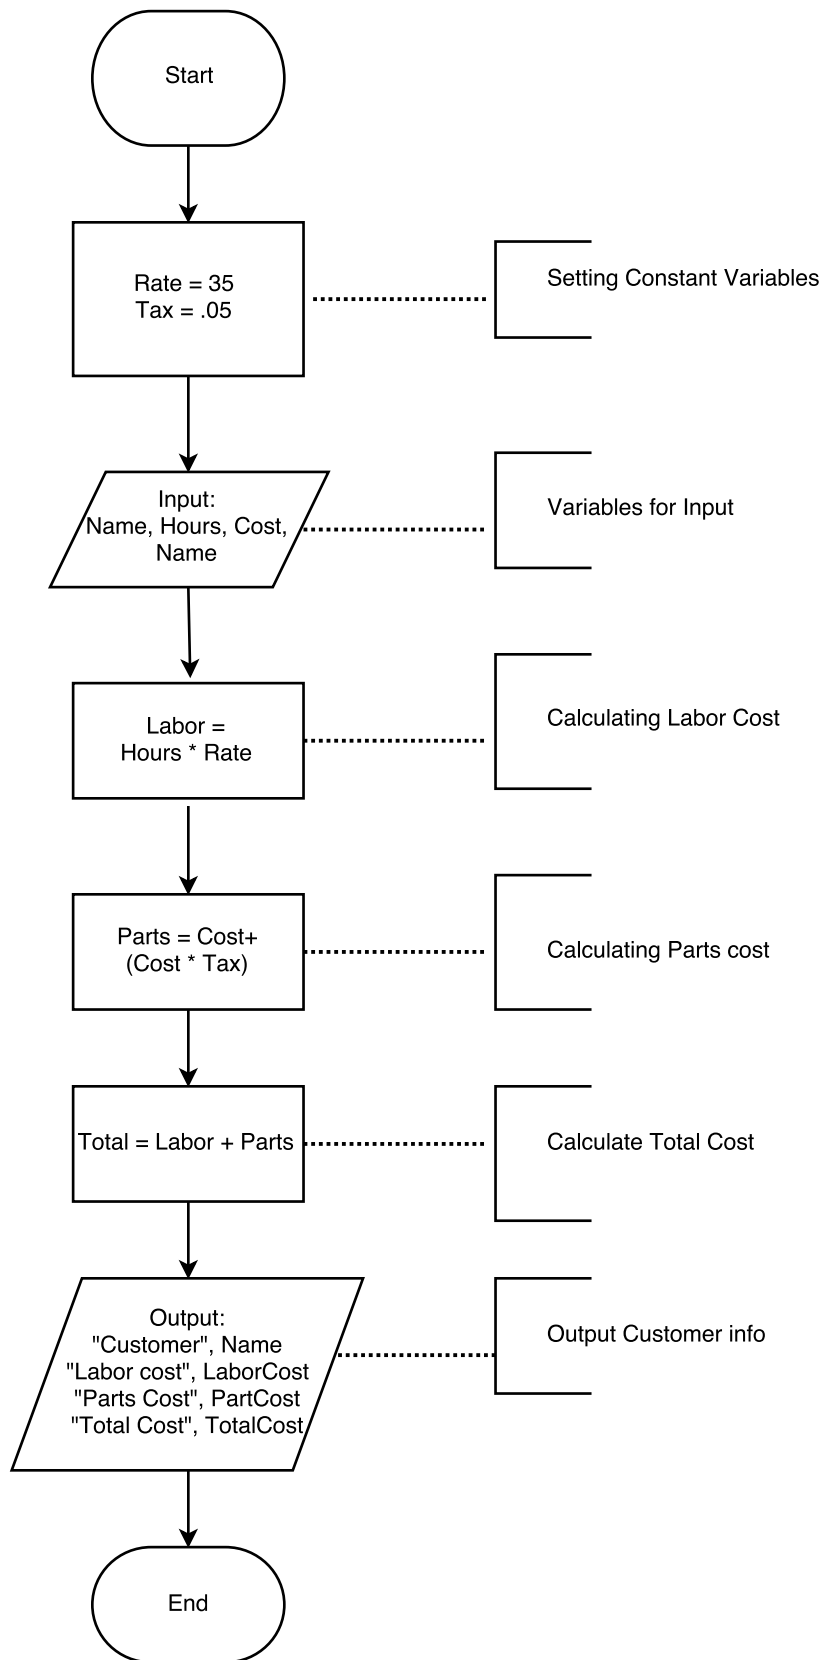 Start
Rate = 35
Tax = .05
Setting Constant Variables
Input:
Name, Hours, Cost,
Name
Variables for Input
Labor =
Hours * Rate
Calculating Labor Cost
Parts = Cost+
(Cost * Tax)
Calculating Parts cost
Total = Labor + Parts
Calculate Total Cost
Output:
"Customer", Name
"Labor cost", LaborCost
"Parts Cost", PartCost
"Total Cost", TotalCost
Output Customer info
End